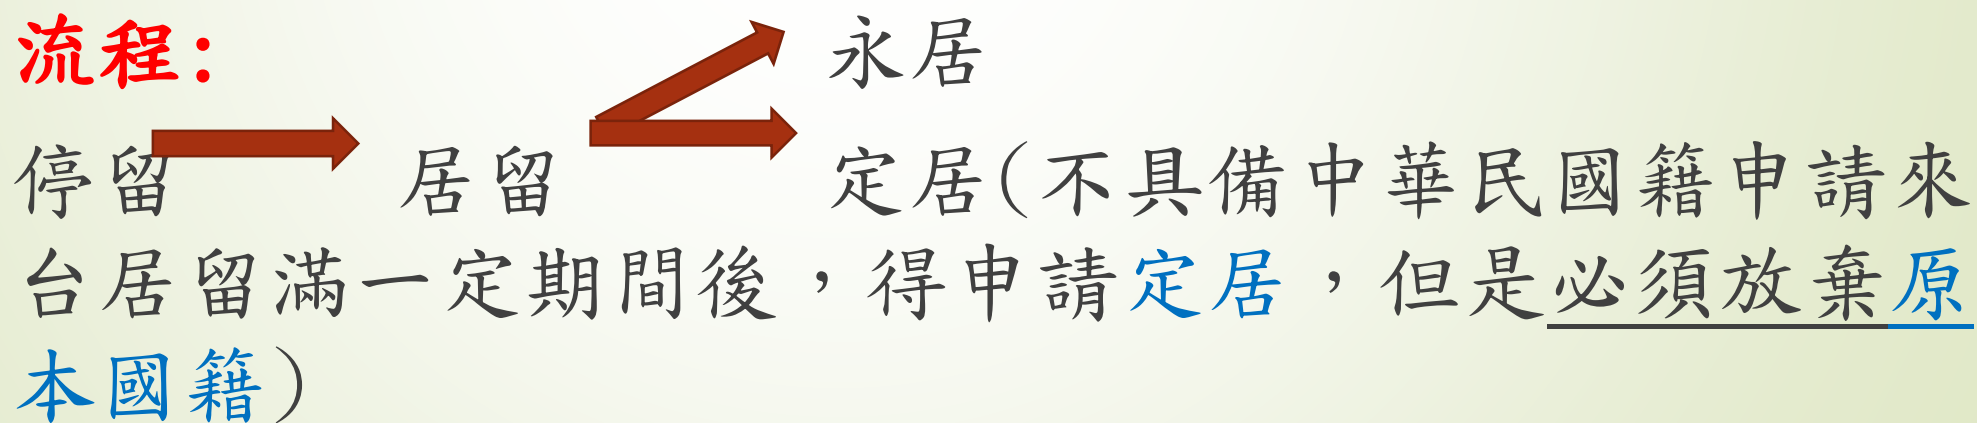 流程：
永居
停留 居留 定居(不具備中華民國籍申請來
台居留滿一定期間後，得申請定居，但是必須放棄原
本國籍)